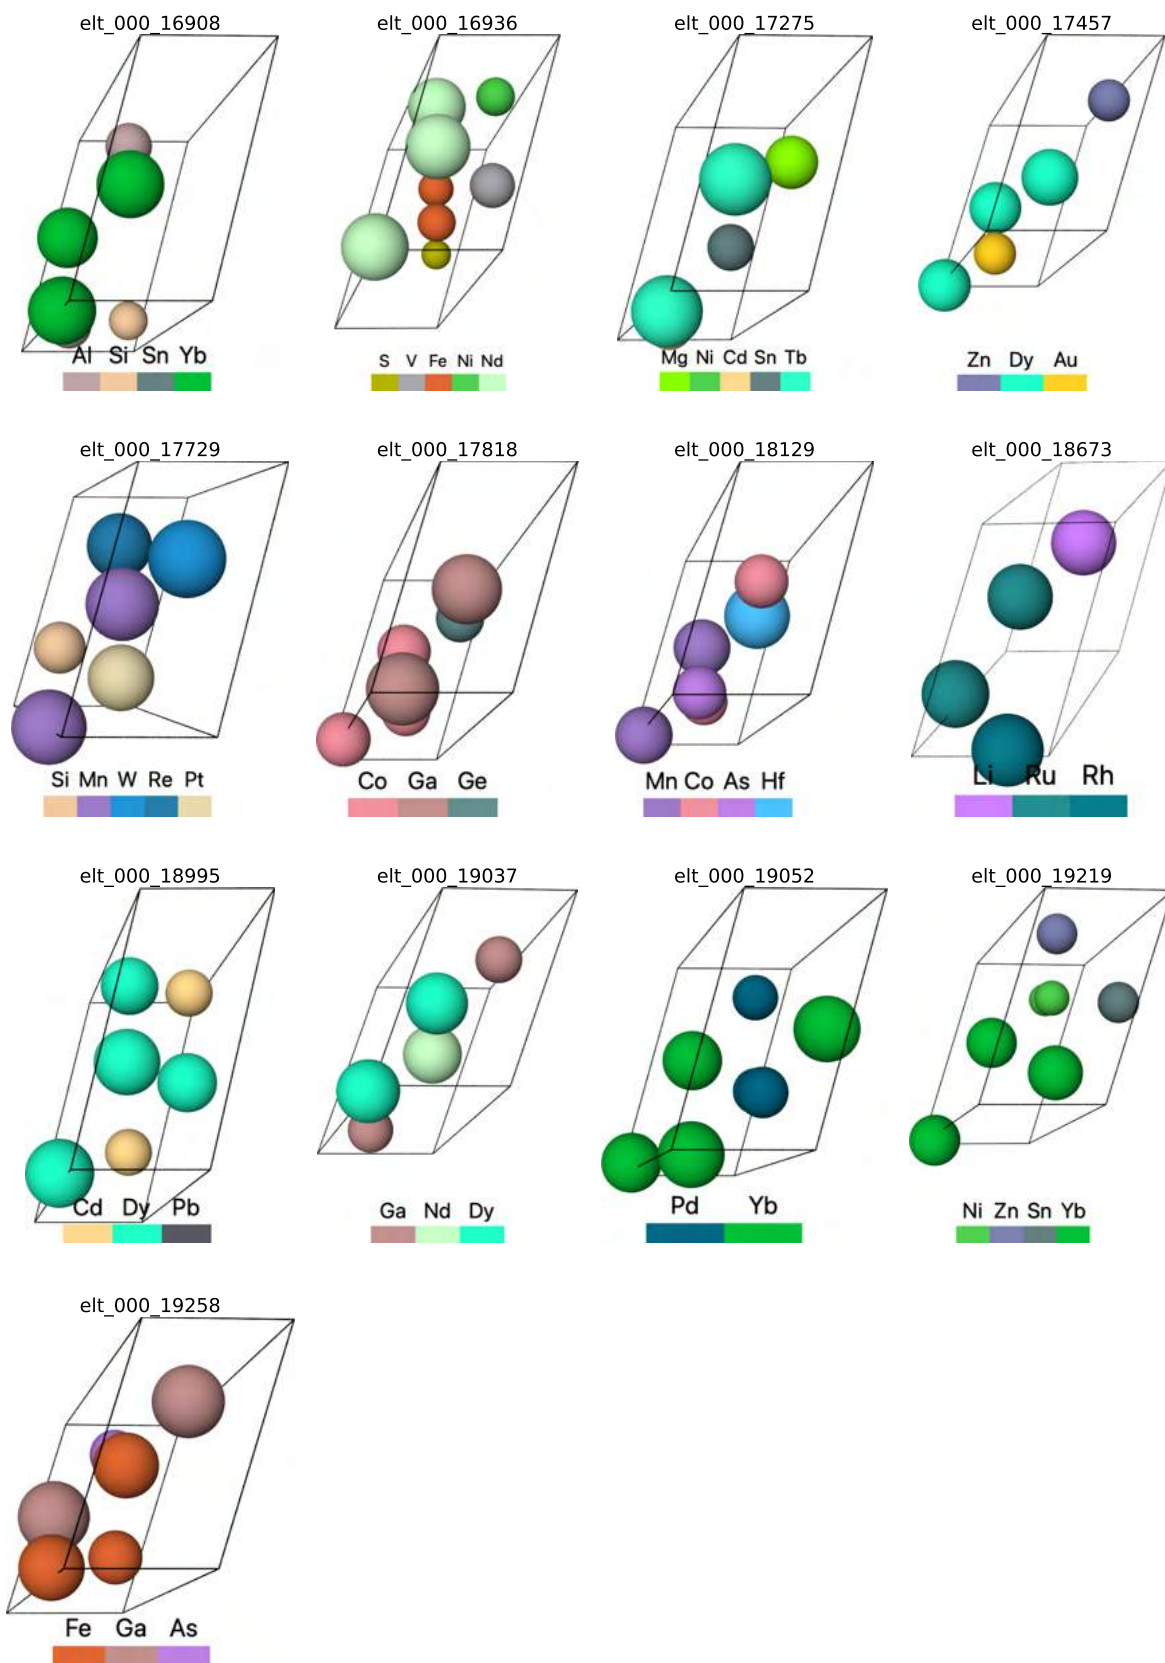 elt_000_16908 elt_000_16936 elt_000_17275 elt_000_17457
Al Si Sn Yb
S V Fe Ni Nd
Mg Ni Cd Sn Tb
Zn Dy Au
elt_000_17729 elt_000_17818 elt_000_18129 elt_000_18673
Si Mn W Re Pt
Co Ga Ge
Mn Co As Hf
Li Ru Rh
elt_000_18995 elt_000_19037 elt_000_19052 elt_000_19219
Cd Dy Pb
Ga Nd Dy
Pd Yb
Ni Zn Sn Yb
elt_000_19258
Fe Ga As